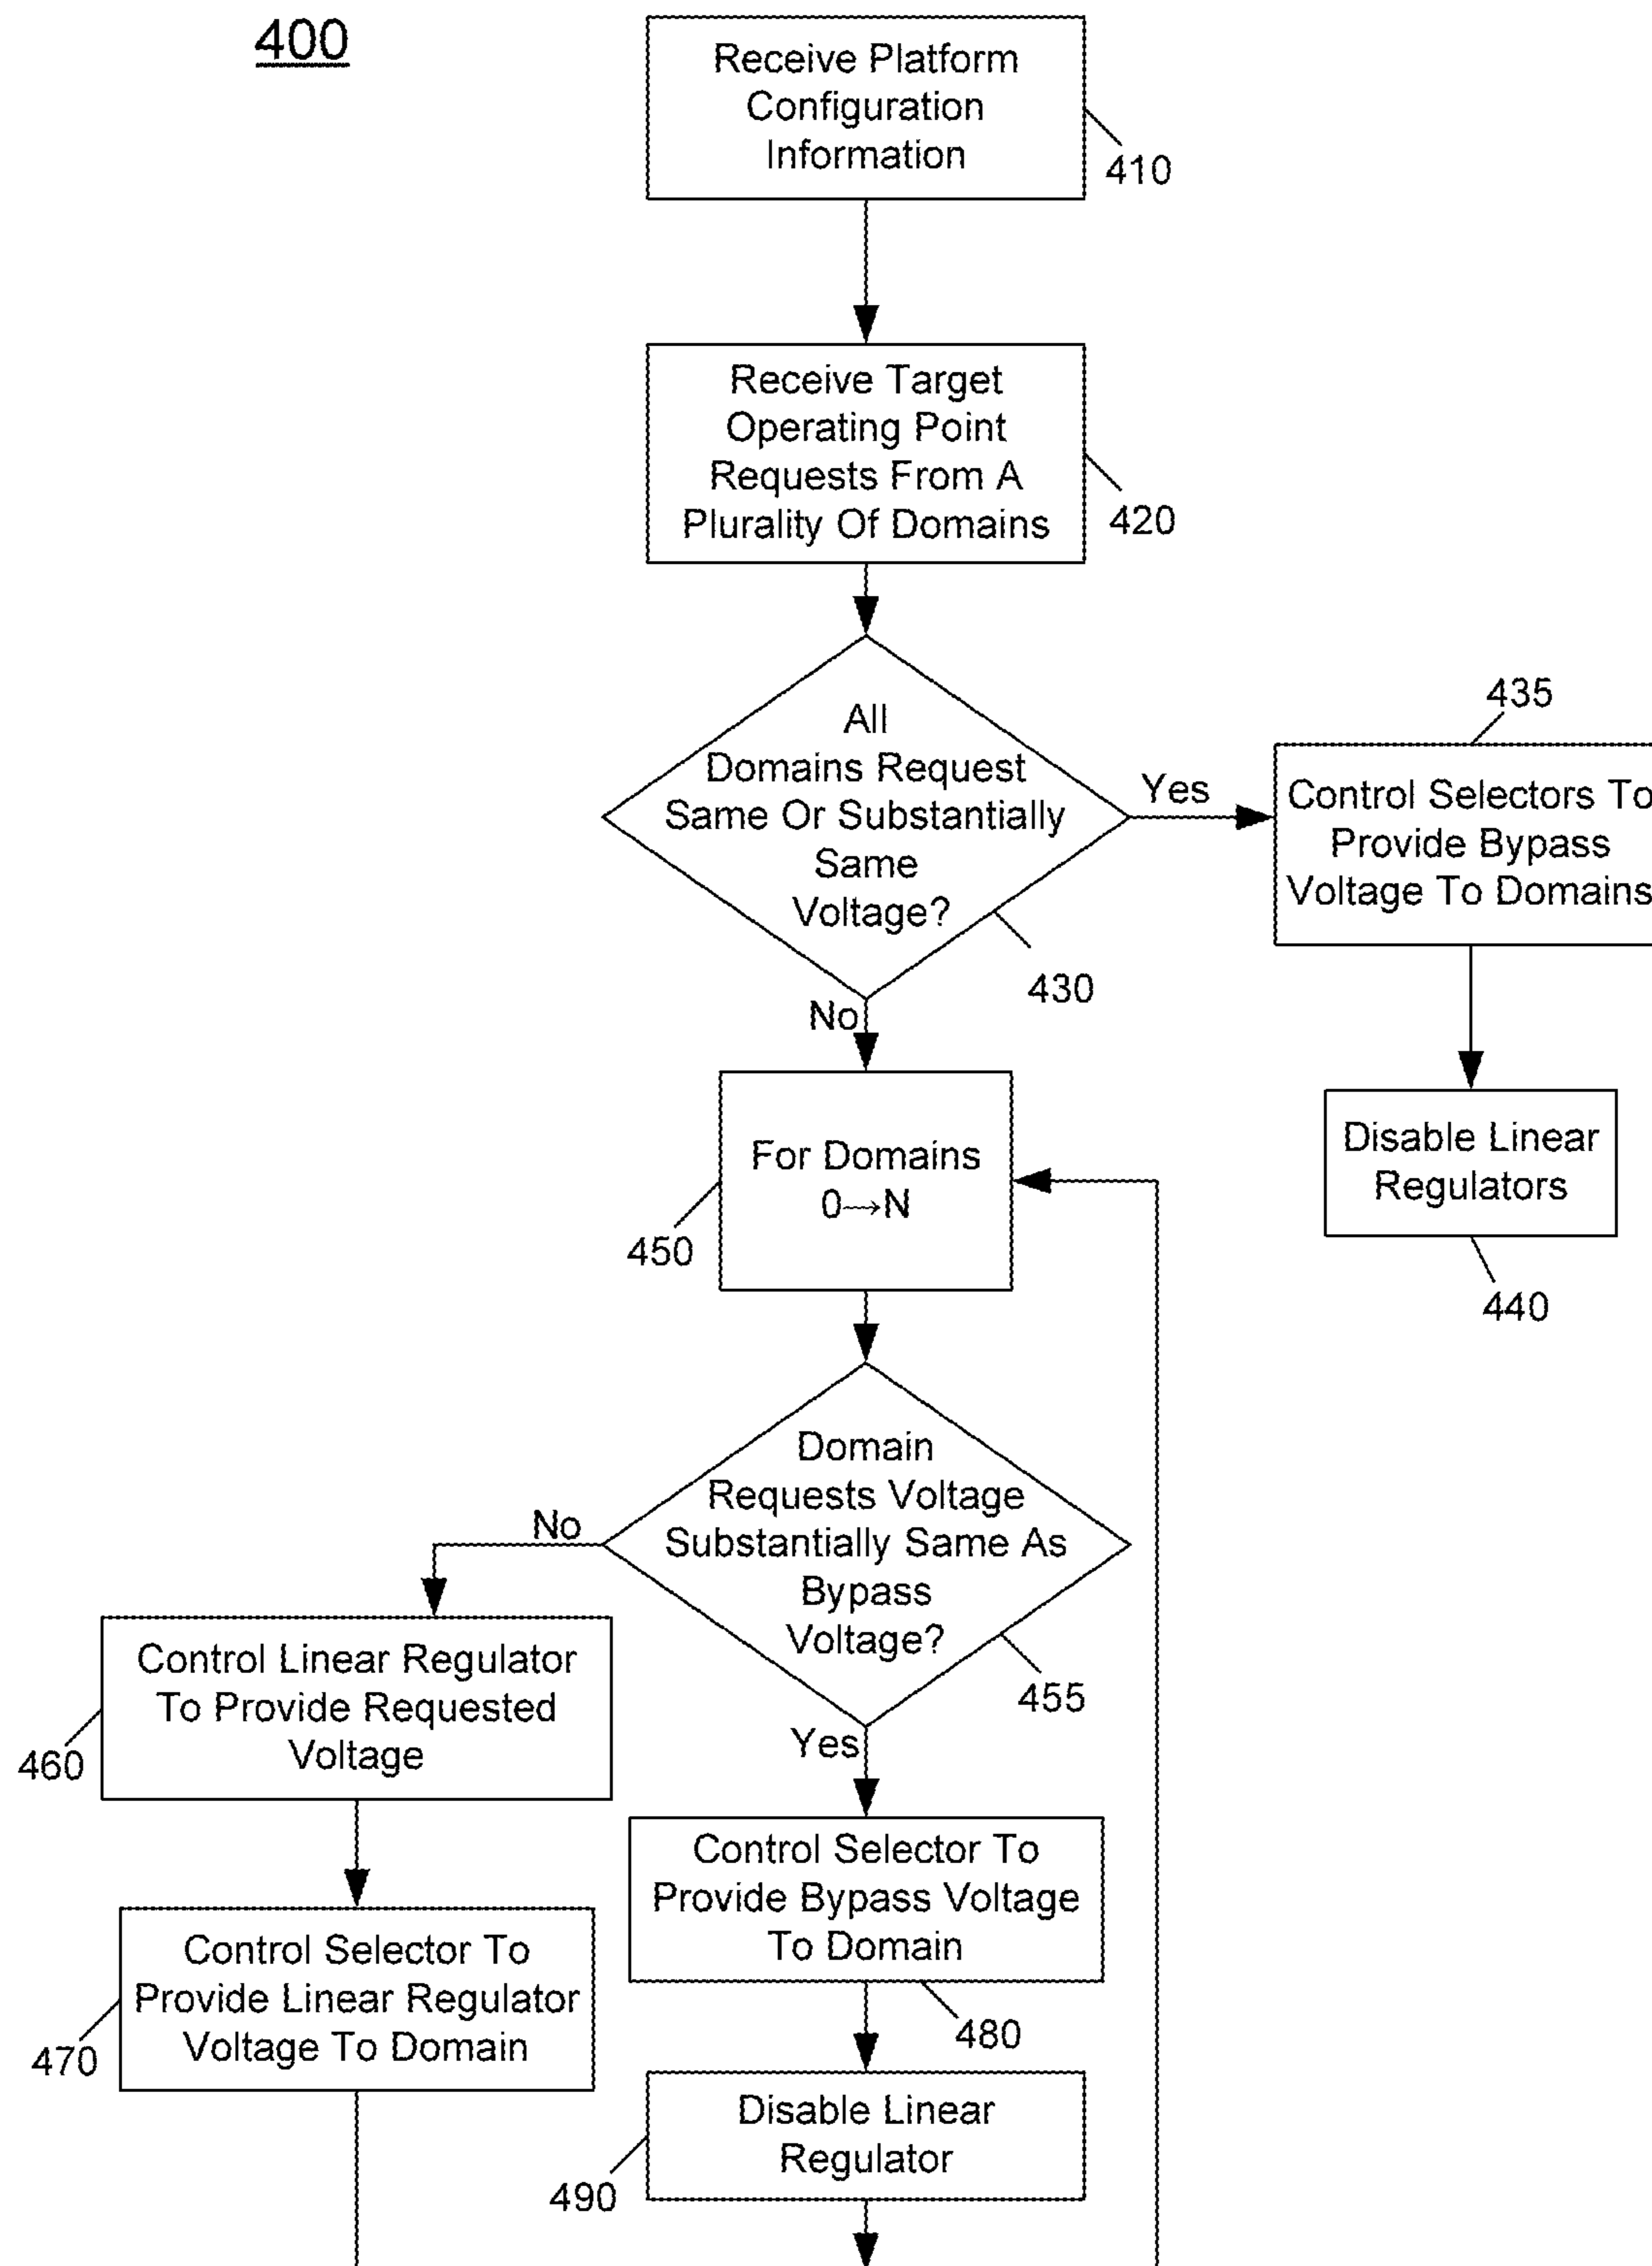 400
Receive Platform
Configuration
Information
410
Receive Target
Operating Point
Requests From A
Plurality Of Domains
420
All
Domains Request
Same Or Substantially
Same
Voltage?
430
Yes
435
Control Selectors To
Provide Bypass
Voltage To Domains
Disable Linear
Regulators
440
No
For Domains
0→N
450
Domain
Requests Voltage
Substantially Same As
Bypass
Voltage?
455
No
Control Linear Regulator
To Provide Requested
Voltage
460
Control Selector To
Provide Linear Regulator
Voltage To Domain
470
Yes
Control Selector To
Provide Bypass Voltage
To Domain
480
Disable Linear
Regulator
490